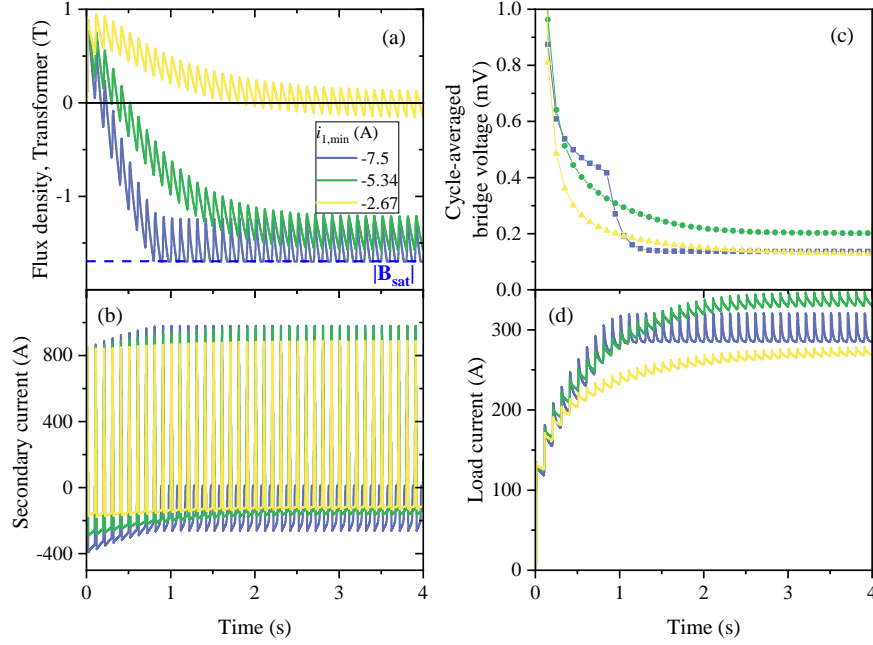 1
0
-1
Flux density, Transformer (T)
(a)
i1,min (A)
-7.5
-5.34
-2.67
|Bsat|
1.0
0.8
0.6
0.4
0.2
0.0
Cycle-averaged
bridge voltage (mV)
(c)
800
400
0
-400
Secondary current (A)
(b)
0 1 2 3 4
Time (s)
300
200
100
0
Load current (A)
(d)
0 1 2 3 4
Time (s)